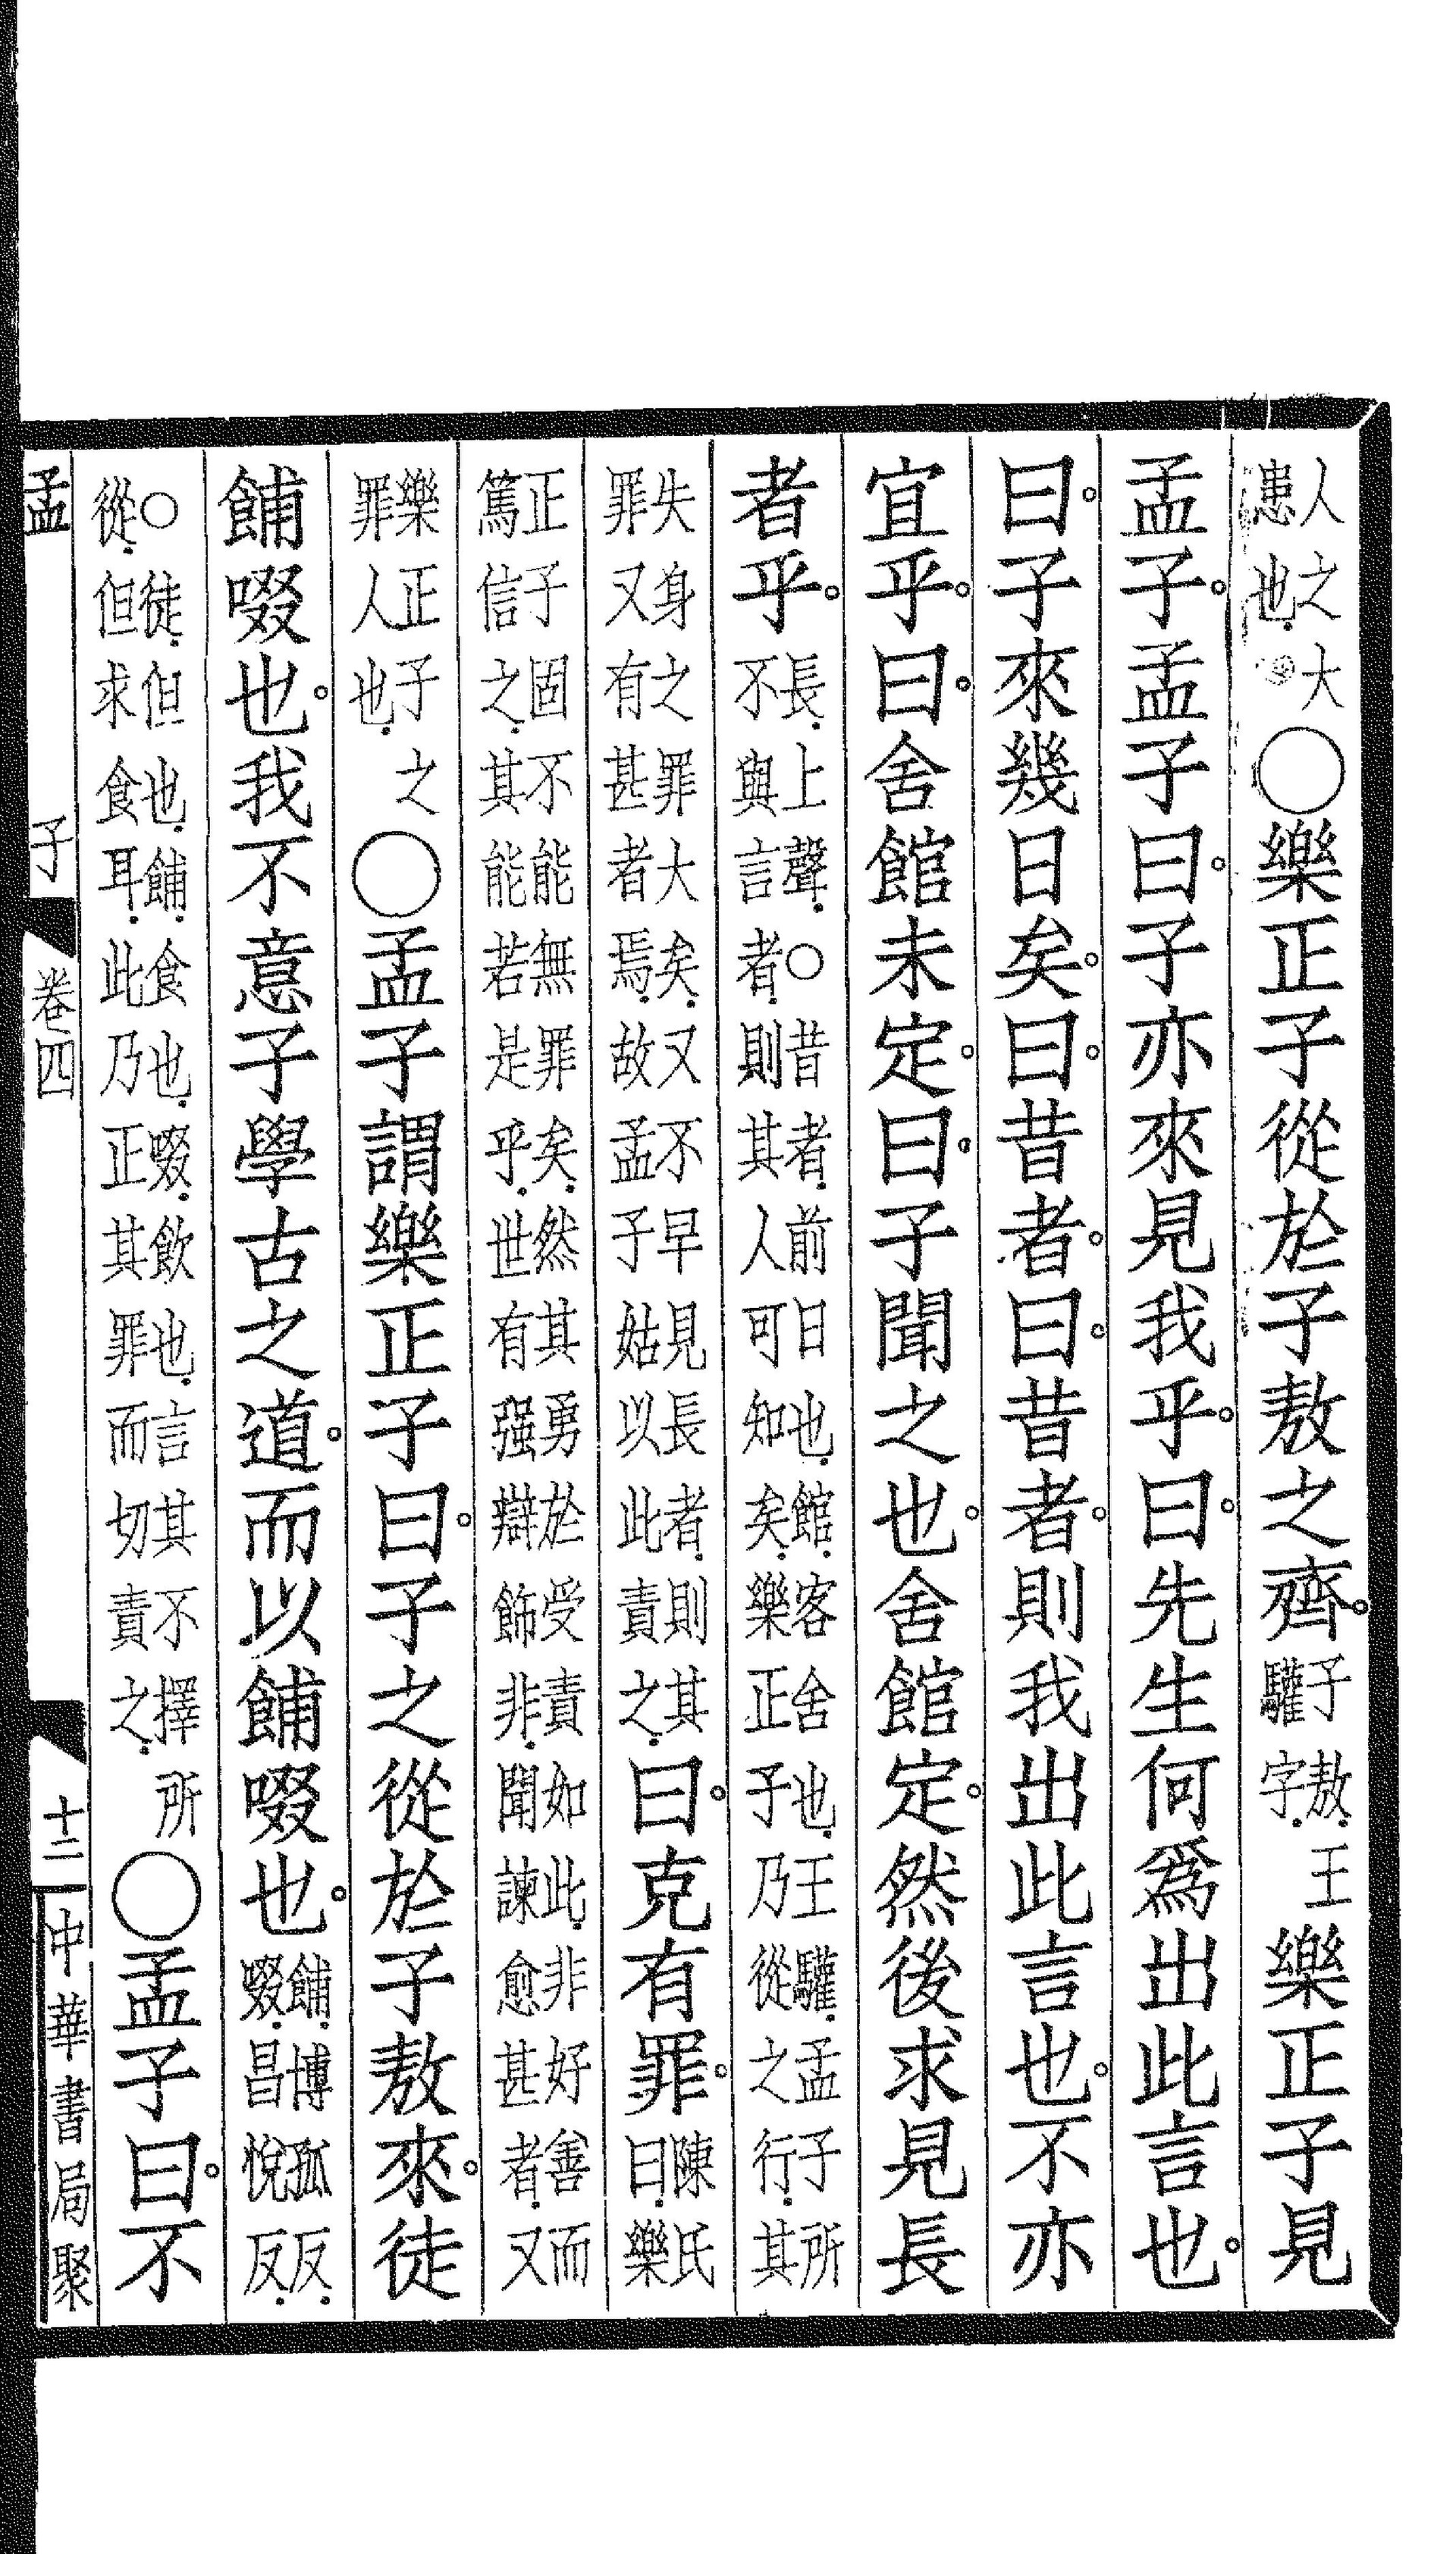 人之大患也。○樂正子從於子敖之齊。子敖。王驩字。樂正子見
孟子。孟子曰。子亦來見我乎。曰。先生何爲出此言也。
曰。子來幾日矣。曰。昔者。曰。昔者。則我出此言也。不亦
宜乎。曰。舍館未定。曰。子聞之也。舍館定。然後求見長
者乎。長。上聲。○昔者。前日也。館。客舍也。王驩。孟子所不與言者。則其人可知矣。樂正子乃從之行。其
失身之罪大矣。又不早見長者。則其罪又有甚者焉。故孟子姑以此責之。曰。克有罪。陳氏曰。樂
正子固不能無罪矣。然其勇於受責如此。非好善而篤信之。其能若是乎。世有强辯飾非聞諫愈甚者。又
樂正子之罪人也。○孟子謂樂正子曰。子之從於子敖來。徒
餔啜也。我不意子學古之道。而以餔啜也。餔。博孤反。啜。昌悅反。
○徒。但也。餔。食也。啜。飲也。言其不擇所從。但求食耳。此乃正其罪而切責之。○孟子曰。不
孟子 卷四 十二 中華書局聚